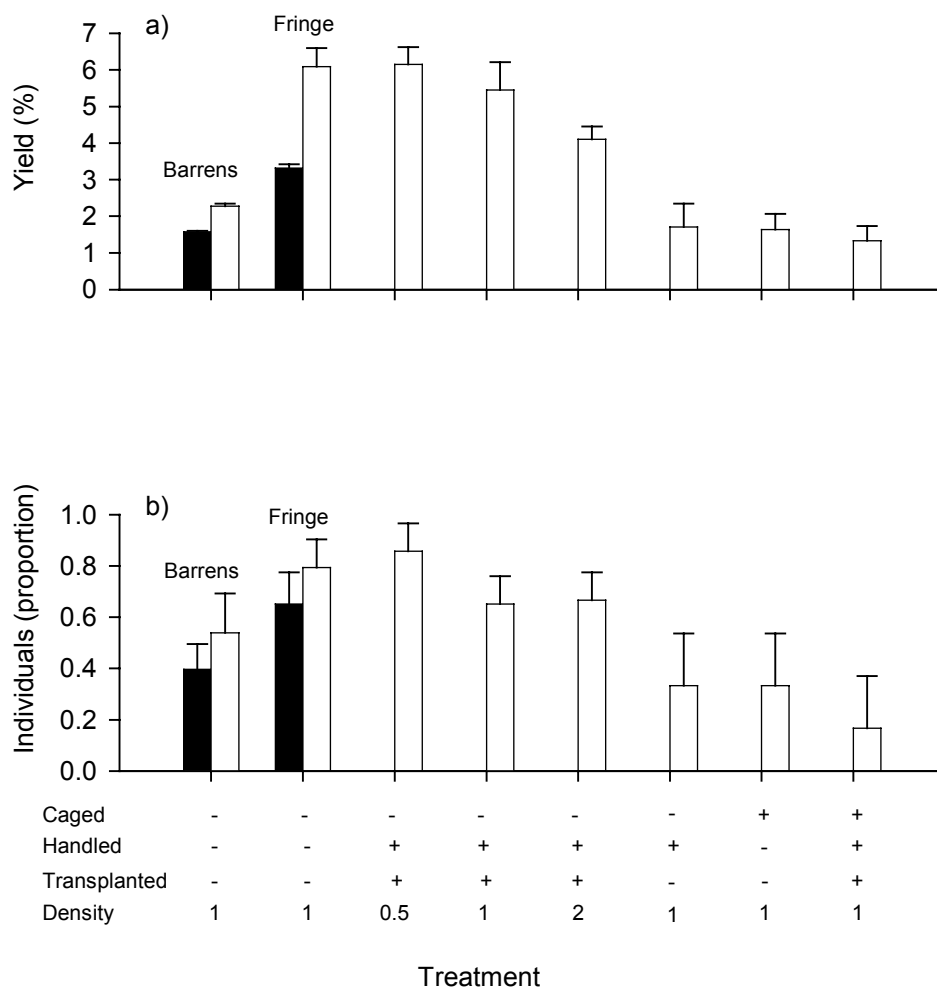 a)
Fringe
Barrens
Yield (%)
7
6
5
4
3
2
1
0
b)
Fringe
Barrens
Individuals (proportion)
1.0
0.8
0.6
0.4
0.2
0.0
Caged - - - - - - + +
Handled - - + + + + - +
Transplanted - - + + + - - +
Density 1 1 0.5 1 2 1 1 1
Treatment